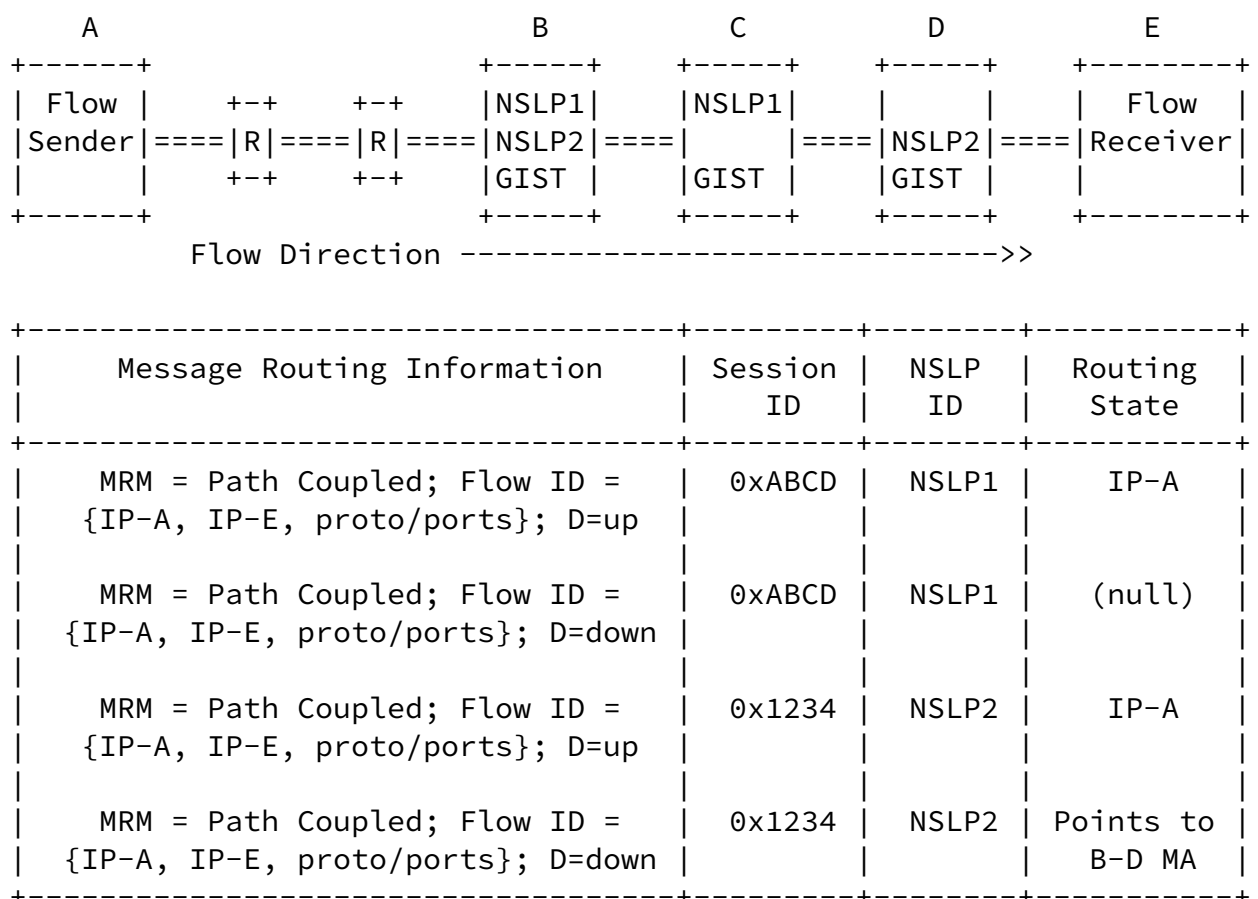 A                        B          C          D           E
+------+                  +-----+    +-----+    +-----+    +--------+
| Flow |    +-+    +-+    |NSLP1|    |NSLP1|    |     |    |  Flow  |
|Sender|====|R|====|R|====|NSLP2|====|     |====|NSLP2|====|Receiver|
|      |    +-+    +-+    |GIST |    |GIST |    |GIST |    |        |
+------+                  +-----+    +-----+    +-----+    +--------+
          Flow Direction ------------------------------>>

+------------------------------------+---------+--------+-----------+
|     Message Routing Information    | Session |  NSLP  |  Routing  |
|                                    |    ID   |   ID   |   State   |
+------------------------------------+---------+--------+-----------+
|    MRM = Path Coupled; Flow ID =   |  0xABCD |  NSLP1 |    IP-A   |
|   {IP-A, IP-E, proto/ports}; D=up  |         |        |           |
|                                    |         |        |           |
|    MRM = Path Coupled; Flow ID =   |  0xABCD |  NSLP1 |   (null)  |
|  {IP-A, IP-E, proto/ports}; D=down |         |        |           |
|                                    |         |        |           |
|    MRM = Path Coupled; Flow ID =   |  0x1234 |  NSLP2 |    IP-A   |
|   {IP-A, IP-E, proto/ports}; D=up  |         |        |           |
|                                    |         |        |           |
|    MRM = Path Coupled; Flow ID =   |  0x1234 |  NSLP2 | Points to |
|  {IP-A, IP-E, proto/ports}; D=down |         |        |   B-D MA  |
+------------------------------------+---------+--------+-----------+